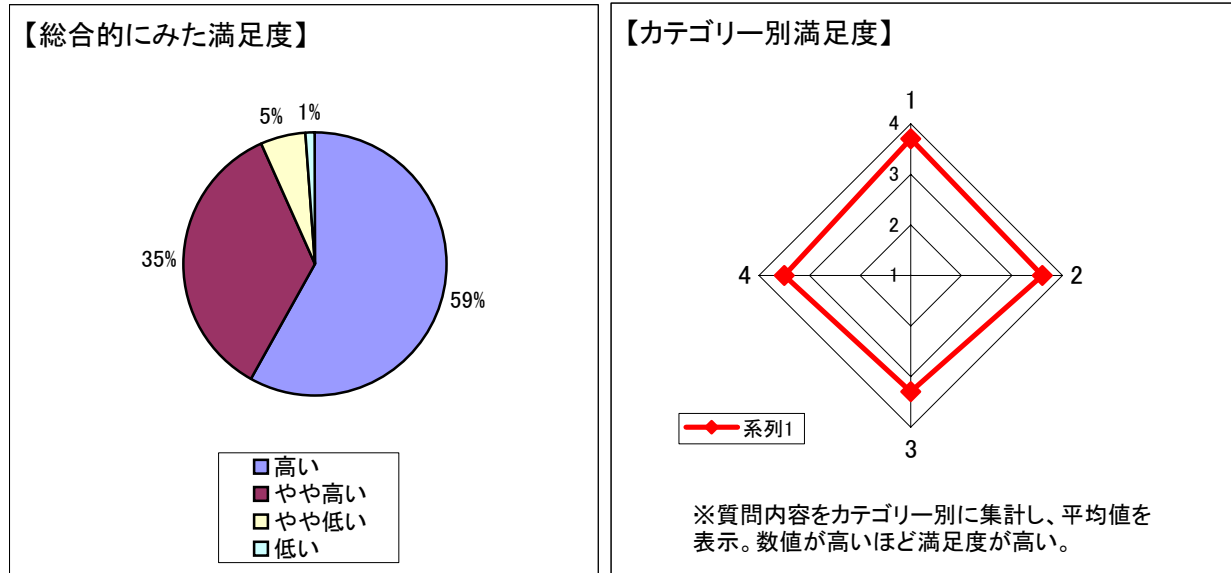 【総合的にみた満足度】
5%
1%
35%
59%
高い
やや高い
やや低い
低い
【カテゴリー別満足度】
1
4
3
2
1
4
2
3
系列1
※質問内容をカテゴリー別に集計し、平均値を
表示。数値が高いほど満足度が高い。